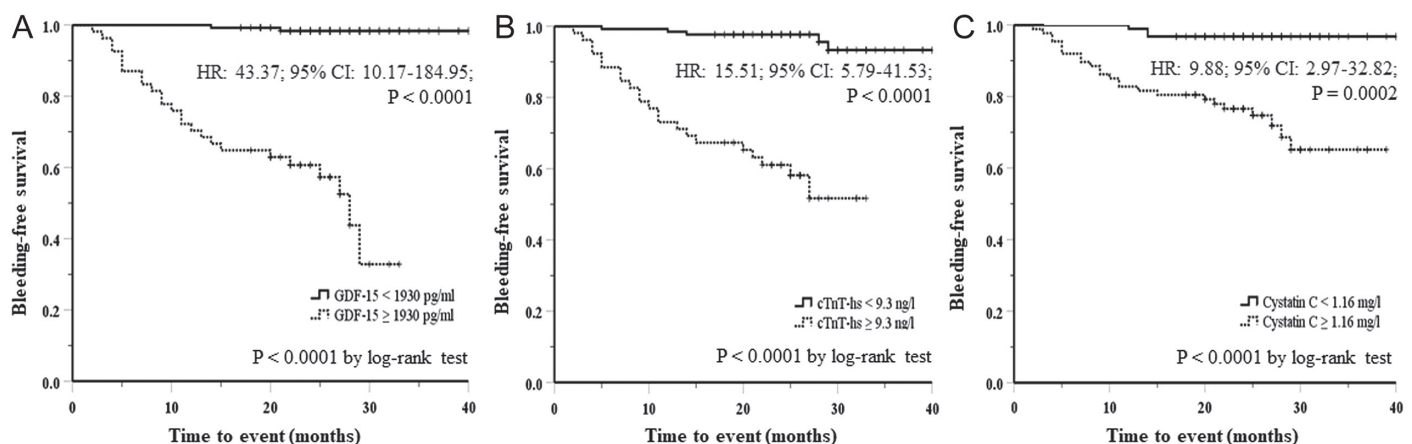 A
Bleeding-free survival
1.0
0.8
0.6
0.4
0.2
0.0
HR: 43.37; 95% CI: 10.17-184.95;
P < 0.0001
GDF-15 < 1930 pg/ml
GDF-15 ≥ 1930 pg/ml
P < 0.0001 by log-rank test
0 10 20 30 40
Time to event (months)
B
Bleeding-free survival
1.0
0.8
0.6
0.4
0.2
0.0
HR: 15.51; 95% CI: 5.79-41.53;
P < 0.0001
cTnT-hs < 9.3 ng/l
cTnT-hs ≥ 9.3 ng/l
P < 0.0001 by log-rank test
0 10 20 30 40
Time to event (months)
C
Bleeding-free survival
1.0
0.8
0.6
0.4
0.2
0.0
HR: 9.88; 95% CI: 2.97-32.82;
P = 0.0002
Cystatin C < 1.16 mg/l
Cystatin C ≥ 1.16 mg/l
P < 0.0001 by log-rank test
0 10 20 30 40
Time to event (months)